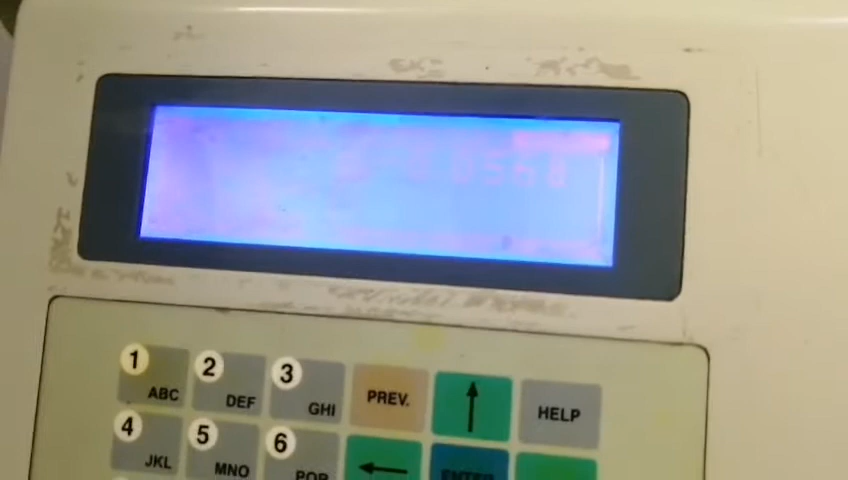 1 ABC
2 DEF
3 GHI
PREV.
HELP
4 JKL
5 MNO
6 PQR
ENTER